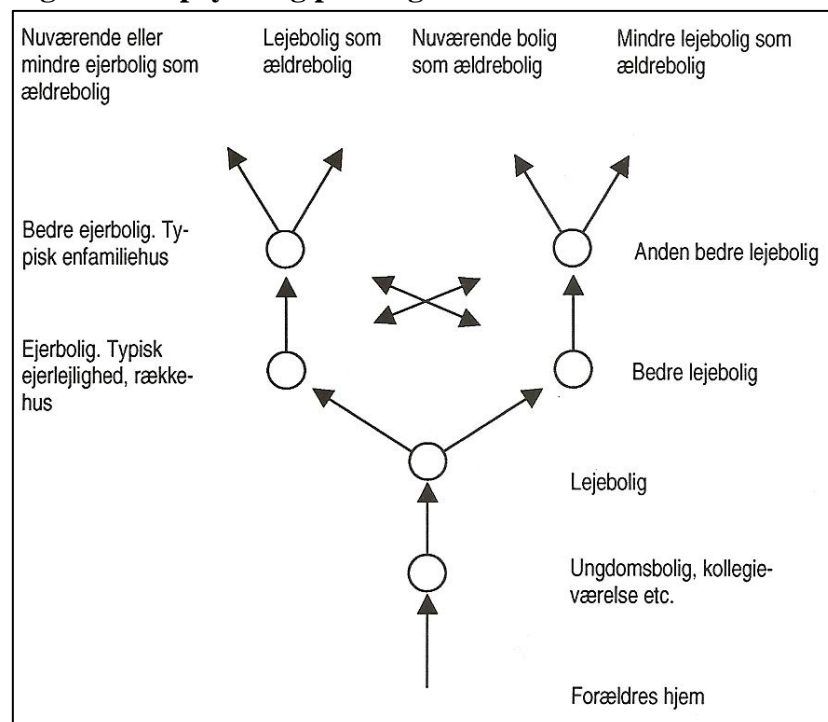 Nuværende eller
mindre ejerbolig som
ældrebolig
Lejebolig som
ældrebolig
Nuværende bolig
som ældrebolig
Mindre lejebolig som
ældrebolig
Bedre ejerbolig. Ty-
pisk enfamiliehus
Anden bedre lejebolig
Ejerbolig. Typisk
ejerlejlighed, række-
hus
Bedre lejebolig
Lejebolig
Ungdomsbolig, kollegie-
værelse etc.
Forældres hjem